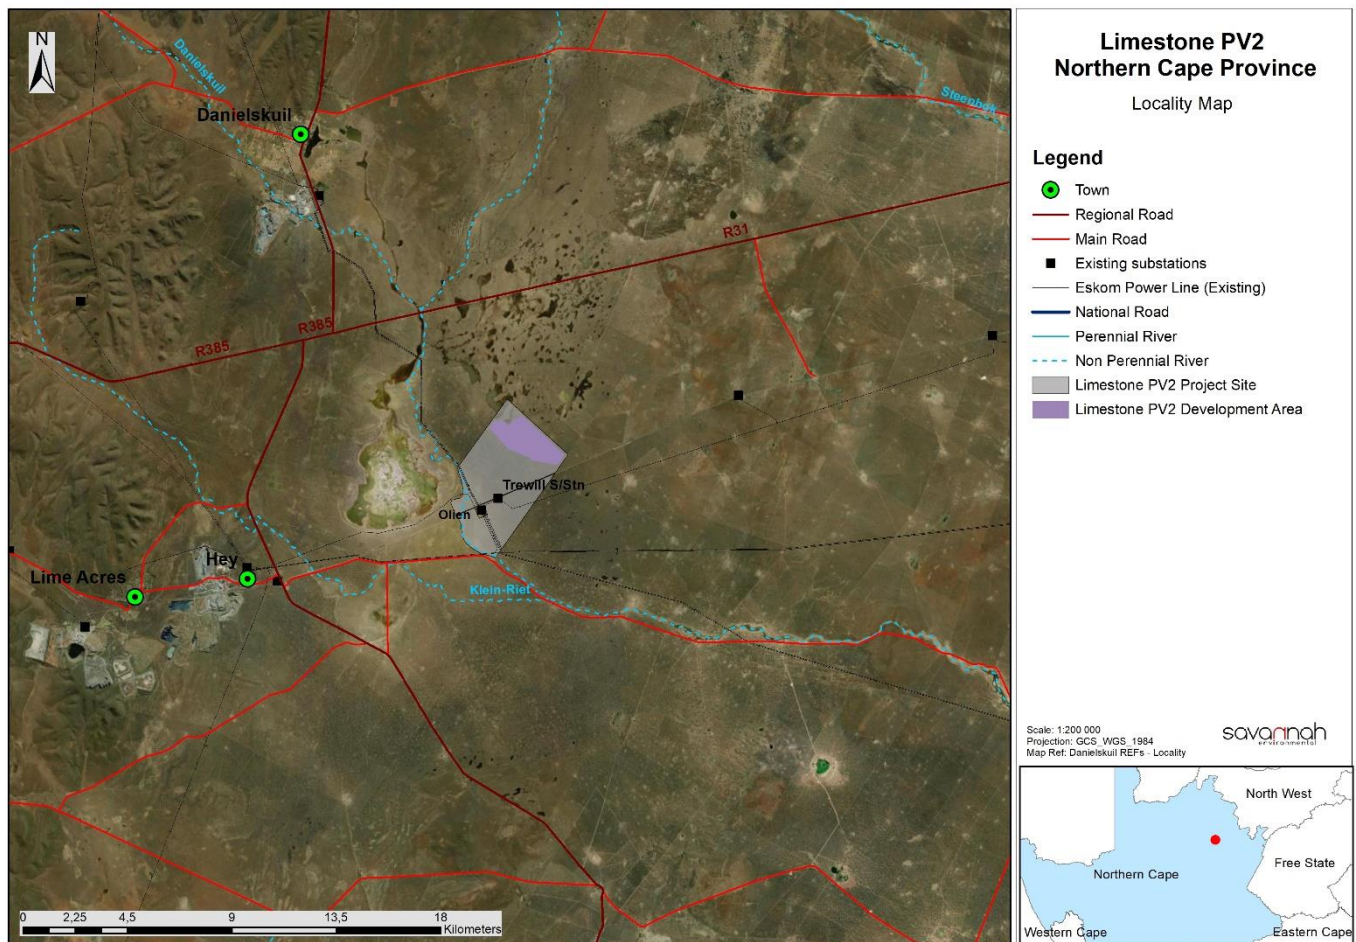 Limestone PV2
Northern Cape Province
Locality Map
Legend
Town
Regional Road
Main Road
Existing substations
Eskom Power Line (Existing)
National Road
Perennial River
Non Perennial River
Limestone PV2 Project Site
Limestone PV2 Development Area
N
Danielskuil
Danielskuil
Steenbok
R31
R385
R385
Trewill S/Stn
Olien
Hey
Lime Acres
Klein-Riet
0 2,25 4,5 9 13,5 18
Kilometers
Scale: 1:200 000
Projection: GCS_WGS_1984
Map Ref: Danielskuil REFs - Locality
savannah
environmental
North West
Free State
Northern Cape
Western Cape
Eastern Cape